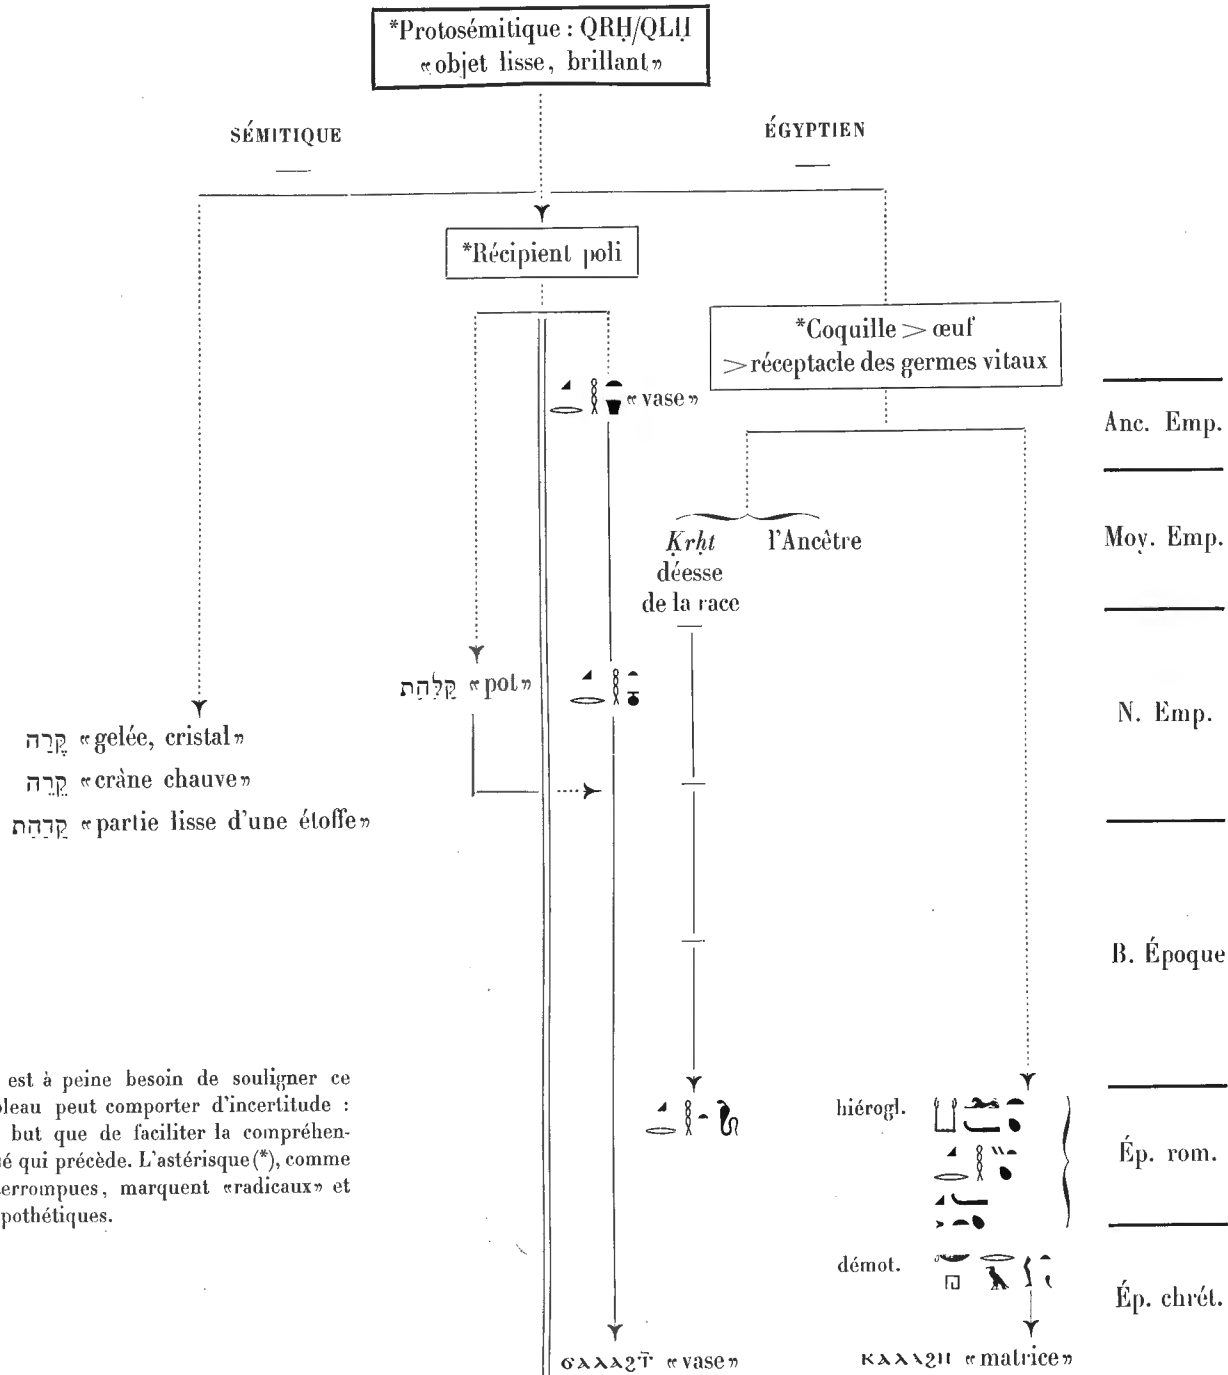 *Protosémitique : QRḤ/QLḤ
«objet lisse, brillant»
SÉMITIQUE
ÉGYPTIEN
*Récipient poli
*Coquille > œuf
> réceptacle des germes vitaux
«vase»
Anc. Emp.
Ḳrḥt
déesse
de la race
l'Ancêtre
Moy. Emp.
קַלַּחַת «pot»
N. Emp.
קֶרַח «gelée, cristal»
קֵרֵחַ «crâne chauve»
קָרַחַת «partie lisse d'une étoffe»
B. Époque
est à peine besoin de souligner ce
bleau peut comporter d'incertitude :
but que de faciliter la compréhen-
é qui précède. L'astérisque (*), comme
errompues, marquent «radicaux» et
pothétiques.
hiérogl.
Ép. rom.
démot.
Ép. chrét.
ϭⲁⲗⲁϩⲧ̄ «vase»
ⲕⲁⲗⲁϩⲏ «matrice»